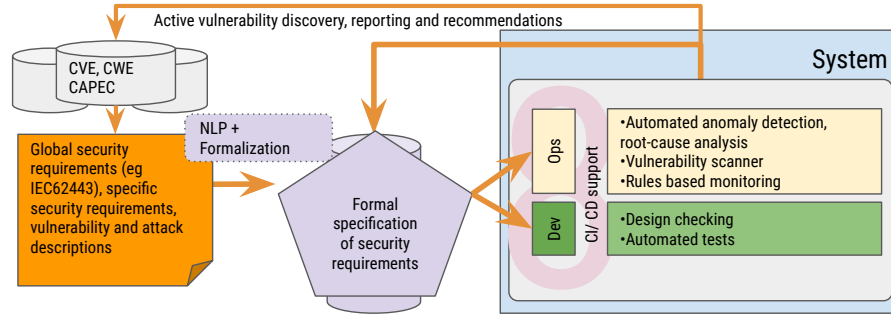 Active vulnerability discovery, reporting and recommendations
CVE, CWE
CAPEC
System
NLP +
Formalization
Global security
requirements (eg
IEC62443), specific
security requirements,
vulnerability and attack
descriptions
Formal
specification
of security
requirements
Ops
Dev
CI/ CD support
•Automated anomaly detection,
root-cause analysis
•Vulnerability scanner
•Rules based monitoring
•Design checking
•Automated tests